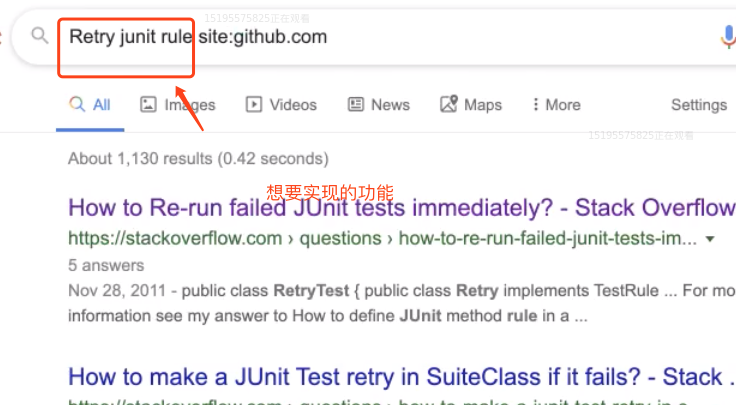 15195575825正在观看
Retry junit rule site:github.com
All Images Videos News Maps More Settings
15195575825正在观看
About 1,130 results (0.42 seconds)
想要实现的功能
How to Re-run failed JUnit tests immediately? - Stack Overflow
https://stackoverflow.com › questions › how-to-re-run-failed-junit-tests-im...
5 answers
Nov 28, 2011 - public class RetryTest { public class Retry implements TestRule ... For mo
information see my answer to How to define JUnit method rule in a ...
How to make a JUnit Test retry in SuiteClass if it fails? - Stack .